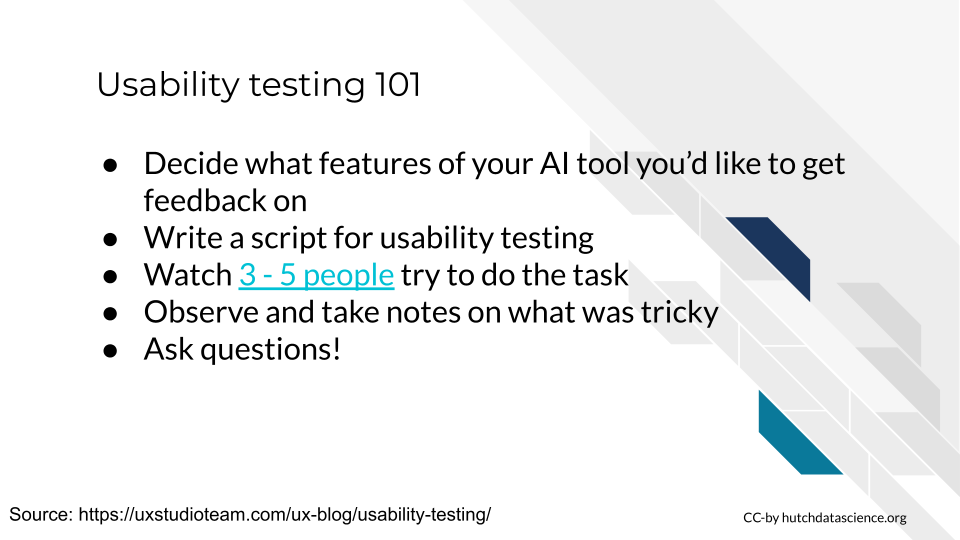 Usability testing 101
● Decide what features of your AI tool you’d like to get
feedback on
● Write a script for usability testing
● Watch 3 - 5 people try to do the task
● Observe and take notes on what was tricky
● Ask questions!
Source: https://uxstudioteam.com/ux-blog/usability-testing/
CC-by hutchdatascience.org